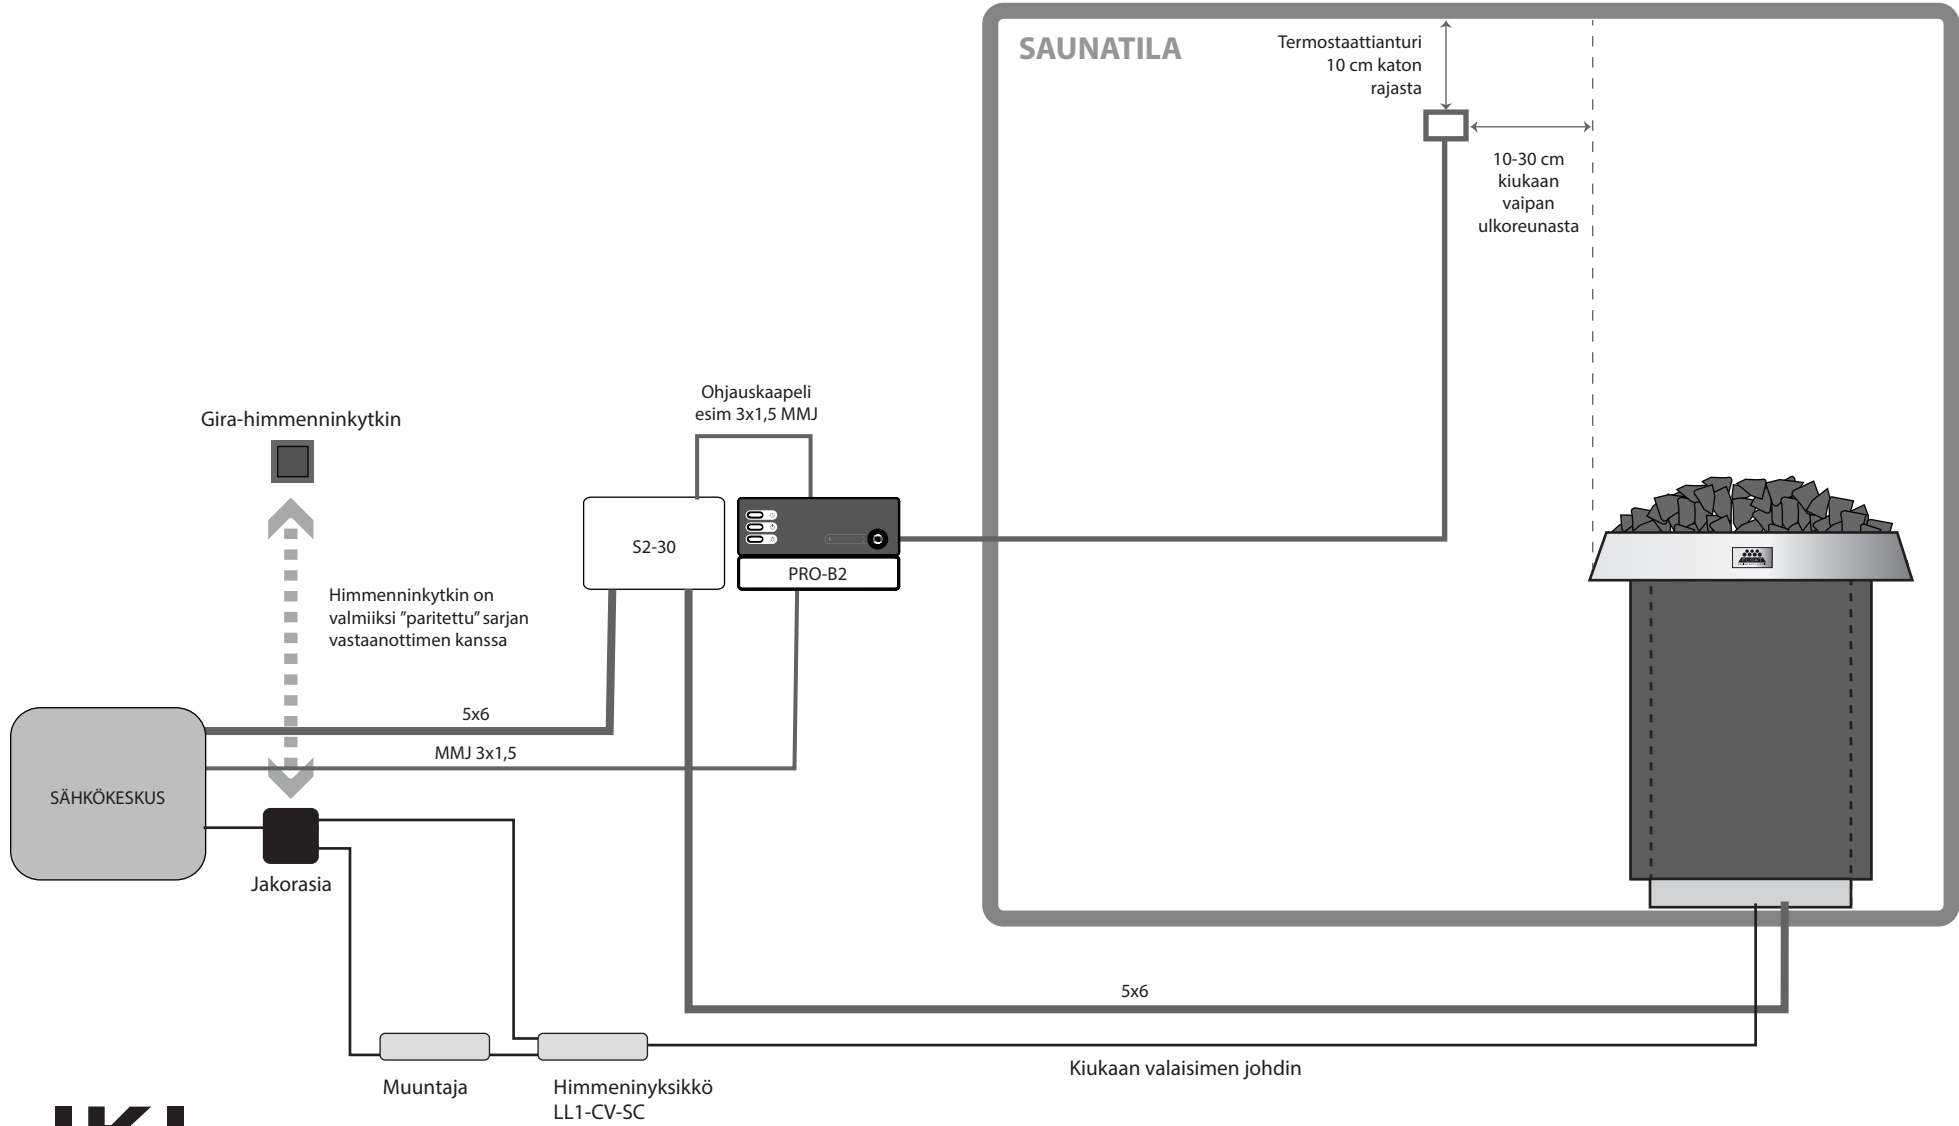 SAUNATILA
Termostaattianturi
10 cm katon
rajasta
10-30 cm
kiukaan
vaipan
ulkoreunasta
Ohjauskaapeli
esim 3x1,5 MMJ
Gira-himmenninkytkin
S2-30
PRO-B2
Himmenninkytkin on
valmiiksi ”paritettu” sarjan
vastaanottimen kanssa
5x6
MMJ 3x1,5
SÄHKÖKESKUS
Jakorasia
5x6
Kiukaan valaisimen johdin
Muuntaja
Himmeninyksikkö
LL1-CV-SC